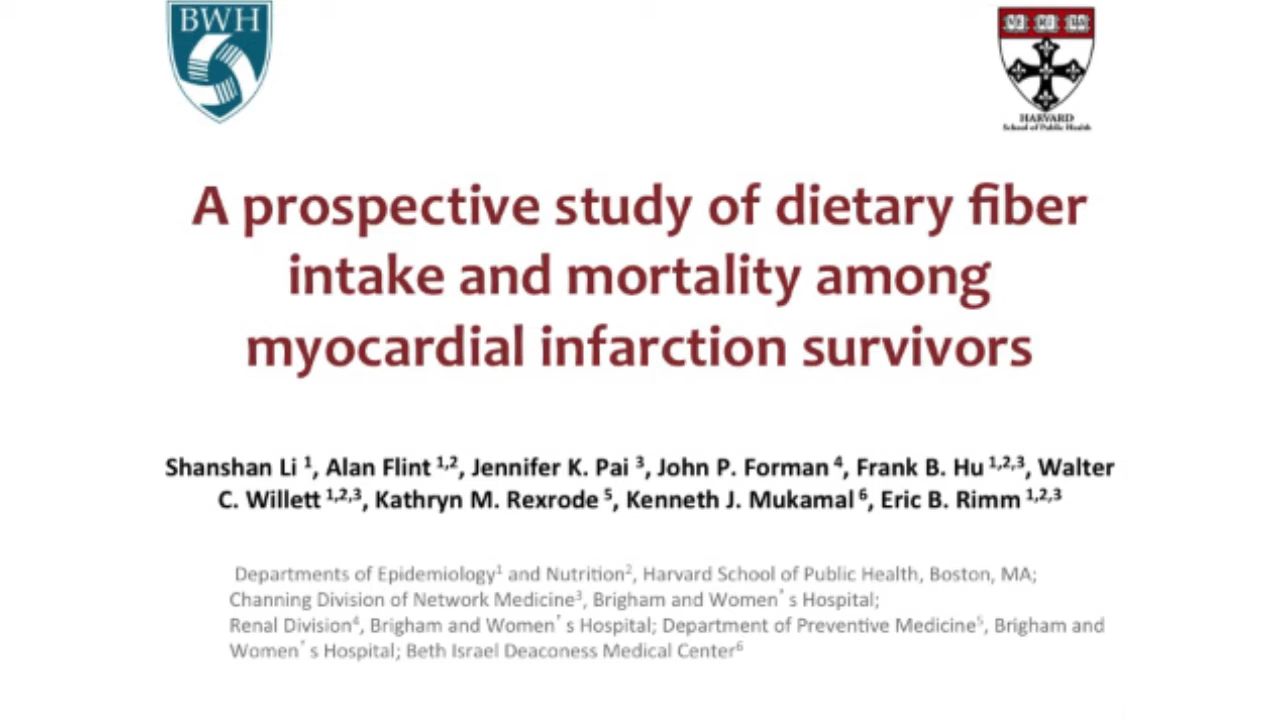 BWH
VE RI TAS
HARVARD
School of Public Health
A prospective study of dietary fiber
intake and mortality among
myocardial infarction survivors
Shanshan Li ¹, Alan Flint ¹,², Jennifer K. Pai ³, John P. Forman ⁴, Frank B. Hu ¹,²,³, Walter
C. Willett ¹,²,³, Kathryn M. Rexrode ⁵, Kenneth J. Mukamal ⁶, Eric B. Rimm ¹,²,³
Departments of Epidemiology¹ and Nutrition², Harvard School of Public Health, Boston, MA;
Channing Division of Network Medicine³, Brigham and Women's Hospital;
Renal Division⁴, Brigham and Women's Hospital; Department of Preventive Medicine⁵, Brigham and
Women's Hospital; Beth Israel Deaconess Medical Center⁶